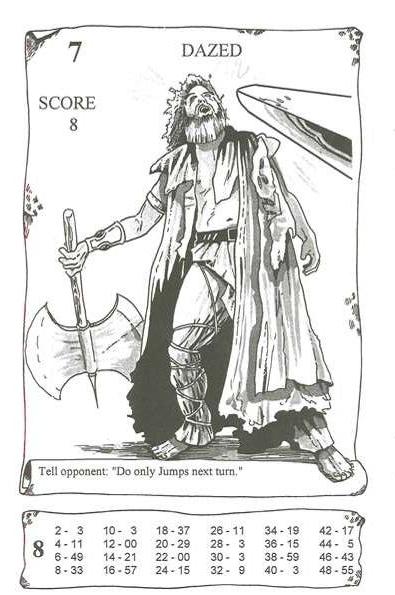 7 DAZED
SCORE
8
Tell opponent: "Do only Jumps next turn."
8
2 - 3 10 - 3 18 - 37 26 - 11 34 - 19 42 - 17
4 - 11 12 - 00 20 - 29 28 - 3 36 - 15 44 - 5
6 - 49 14 - 21 22 - 00 30 - 3 38 - 59 46 - 43
8 - 33 16 - 57 24 - 15 32 - 9 40 - 3 48 - 55